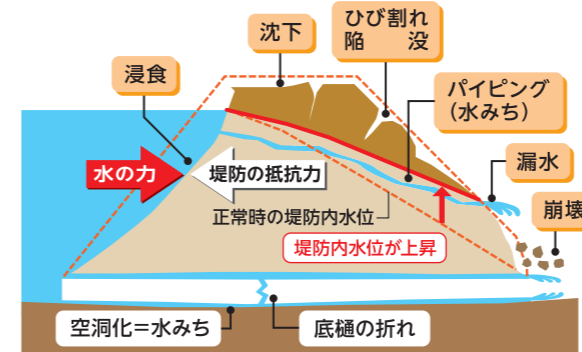 沈下
ひび割れ
陥 没
浸食
パイピング
（水みち）
漏水
水の力
堤防の抵抗力
正常時の堤防内水位
堤防内水位が上昇
崩壊
空洞化＝水みち
底樋の折れ